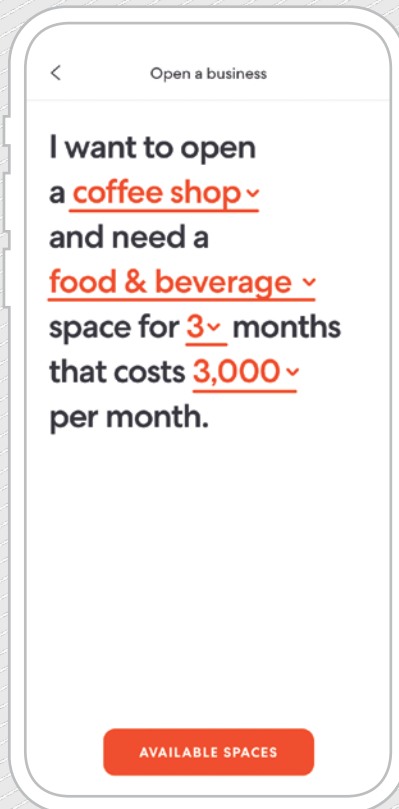 Open a business
I want to open
a coffee shop
and need a
food & beverage
space for 3 months
that costs 3,000
per month.
AVAILABLE SPACES